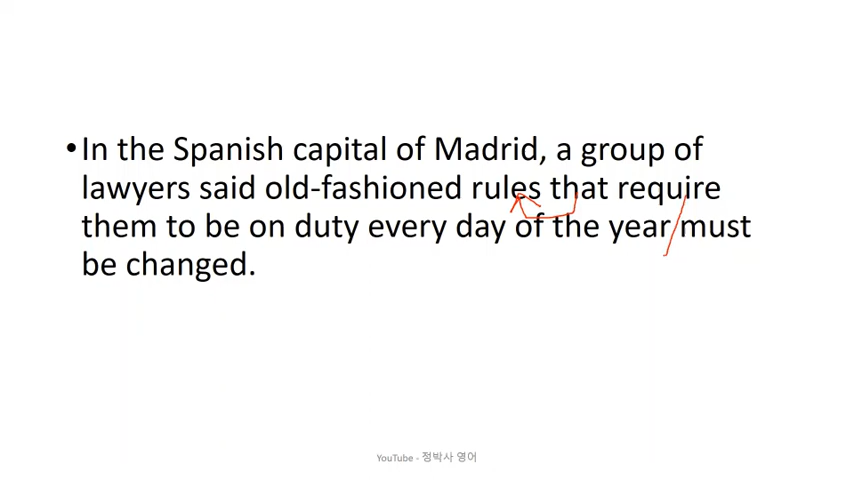 •In the Spanish capital of Madrid, a group of
lawyers said old-fashioned rules that require
them to be on duty every day of the year must
be changed.
YouTube - 정박사 영어